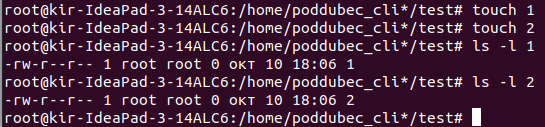 root@kir-IdeaPad-3-14ALC6:/home/poddubec_cli*/test# touch 1
root@kir-IdeaPad-3-14ALC6:/home/poddubec_cli*/test# touch 2
root@kir-IdeaPad-3-14ALC6:/home/poddubec_cli*/test# ls -l 1
-rw-r--r-- 1 root root 0 окт 10 18:06 1
root@kir-IdeaPad-3-14ALC6:/home/poddubec_cli*/test# ls -l 2
-rw-r--r-- 1 root root 0 окт 10 18:06 2
root@kir-IdeaPad-3-14ALC6:/home/poddubec_cli*/test#